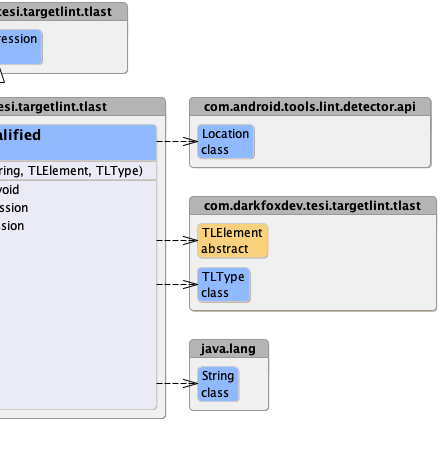 tesi.targetlint.tlast
ression
esi.targetlint.tlast
alified
ring, TLElement, TLType)
void
ssion
sion
com.android.tools.lint.detector.api
Location
class
com.darkfoxdev.tesi.targetlint.tlast
TLElement
abstract
TLType
class
java.lang
String
class